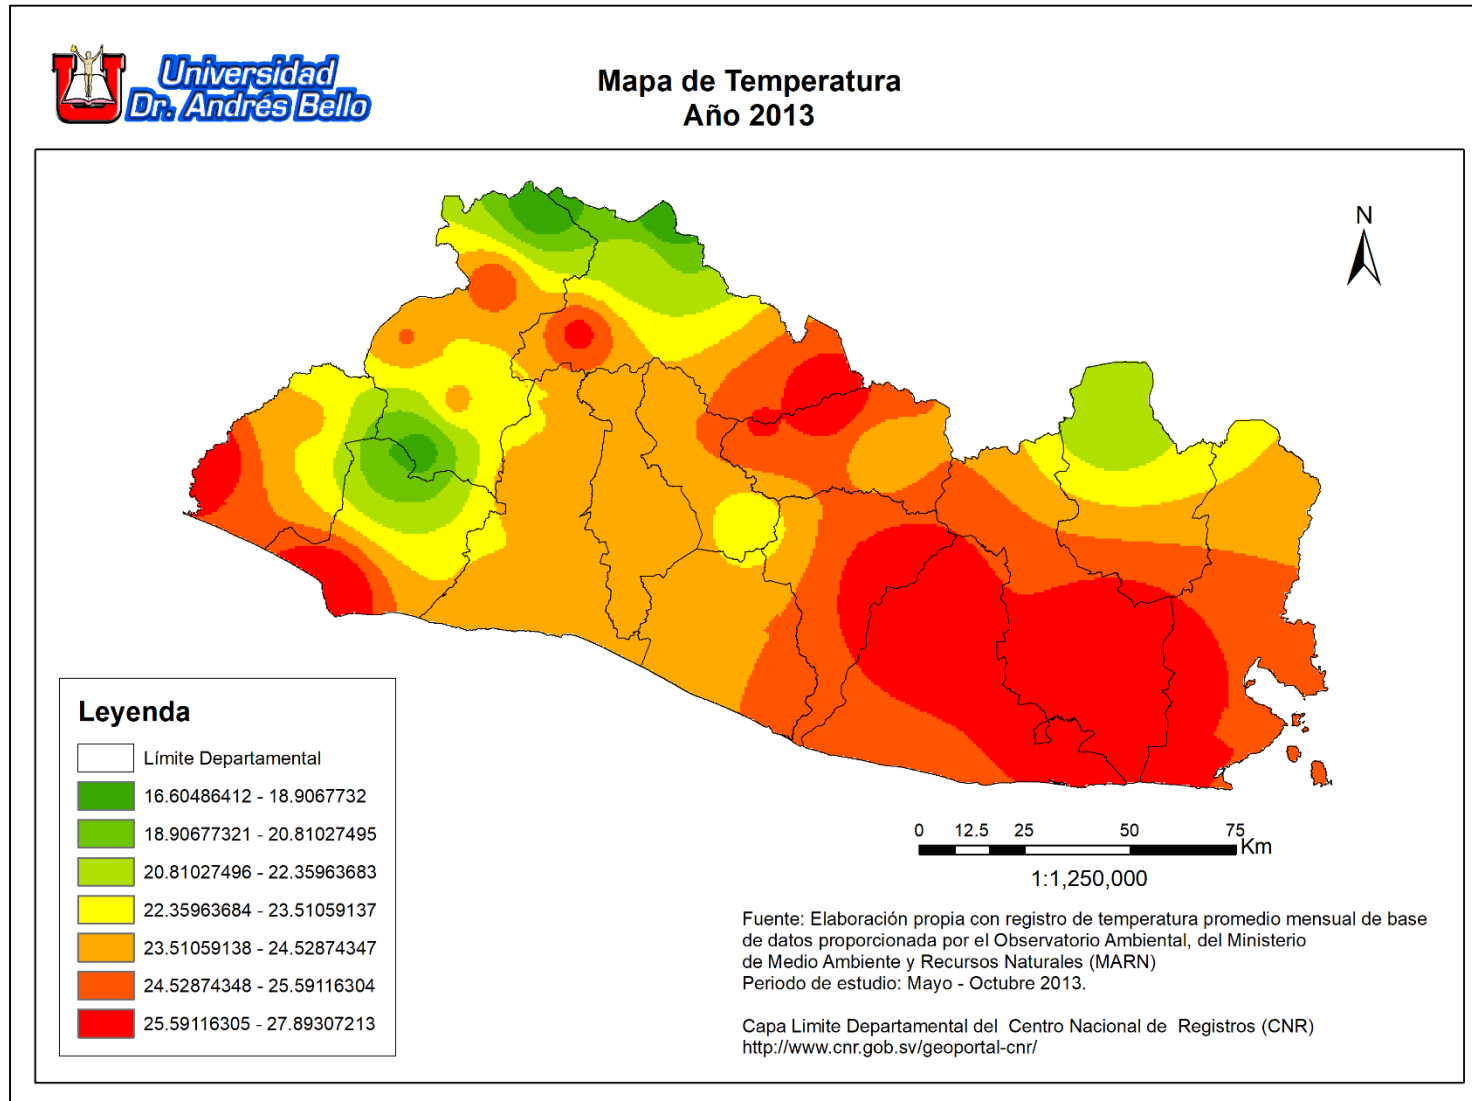 Universidad
Dr. Andrés Bello
Mapa de Temperatura
Año 2013
N
Leyenda
Límite Departamental
16.60486412 - 18.9067732
18.90677321 - 20.81027495
20.81027496 - 22.35963683
22.35963684 - 23.51059137
23.51059138 - 24.52874347
24.52874348 - 25.59116304
25.59116305 - 27.89307213
0 12.5 25 50 75
Km
1:1,250,000
Fuente: Elaboración propia con registro de temperatura promedio mensual de base
de datos proporcionada por el Observatorio Ambiental, del Ministerio
de Medio Ambiente y Recursos Naturales (MARN)
Periodo de estudio: Mayo - Octubre 2013.
Capa Limite Departamental del Centro Nacional de Registros (CNR)
http://www.cnr.gob.sv/geoportal-cnr/